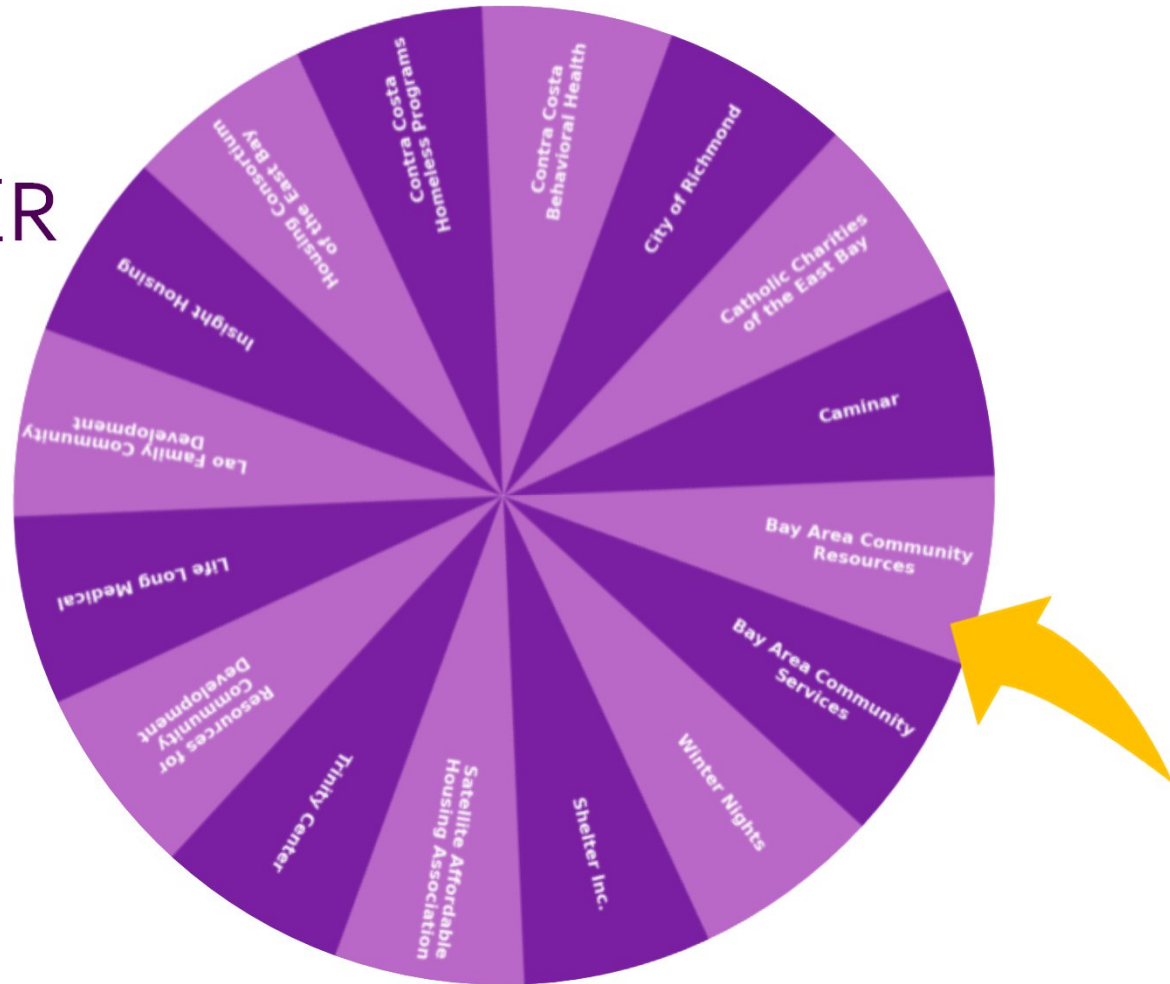 ER
Contra Costa
Behavioral Health
City of Richmond
Catholic Charities
of the East Bay
Caminar
Bay Area Community
Resources
Bay Area Community
Services
Winter Nights
Shelter Inc.
Satellite Affordable
Housing Association
Trinity Center
Resources for
Community
Development
Life Long Medical
Lao Family Community
Development
Insight Housing
Housing Consortium
of the East Bay
Contra Costa
Homeless Programs